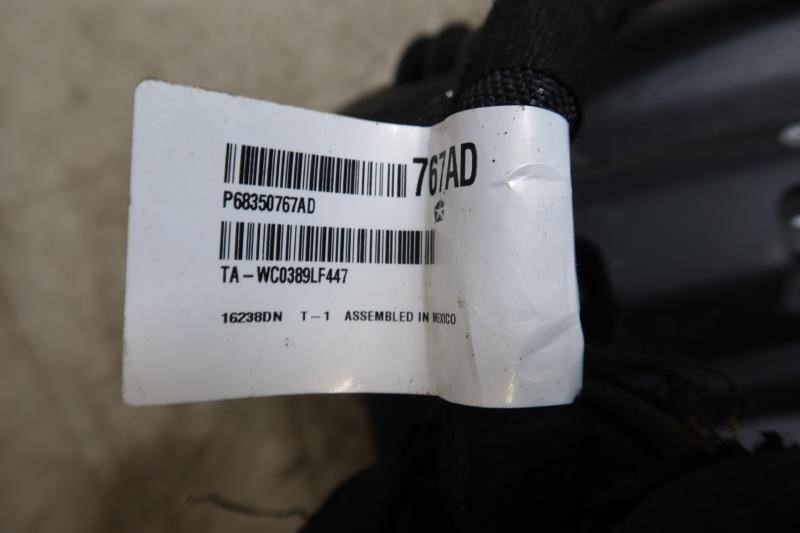 767AD
P68350767AD
TA-WC0389LF447
16238DN T-1 ASSEMBLED IN MEXICO